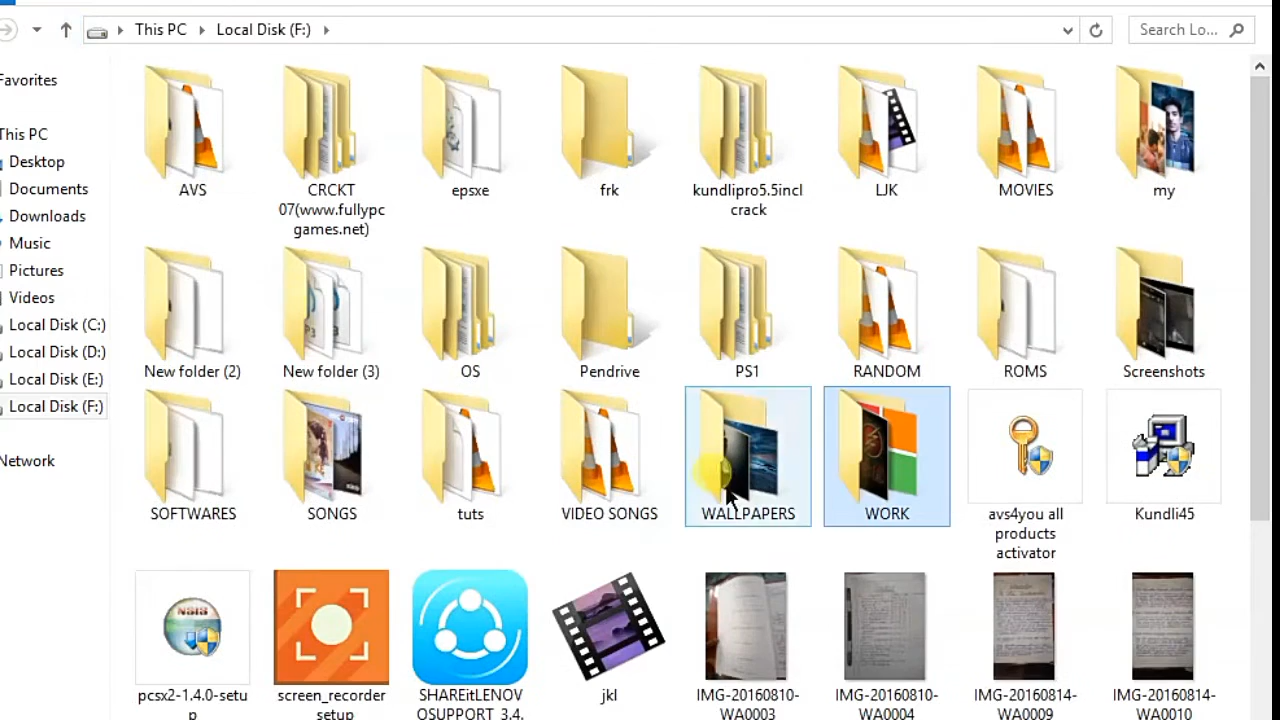 This PC
Local Disk (F:)
Search Lo...
Favorites
This PC
Desktop
Documents
Downloads
Music
Pictures
Videos
Local Disk (C:)
Local Disk (D:)
Local Disk (E:)
Local Disk (F:)
Network
AVS
CRCKT
07(www.fullypc
games.net)
epsxe
frk
kundlipro5.5incl
crack
LJK
MOVIES
my
New folder (2)
New folder (3)
OS
Pendrive
PS1
RANDOM
ROMS
Screenshots
SOFTWARES
SONGS
tuts
VIDEO SONGS
WALLPAPERS
WORK
avs4you all
products
activator
Kundli45
NSIS
pcsx2-1.4.0-setu
p
screen_recorder
setup
SHAREitLENOV
OSUPPORT_3.4.
jkl
IMG-20160810-
WA0003
IMG-20160810-
WA0004
IMG-20160814-
WA0009
IMG-20160814-
WA0010